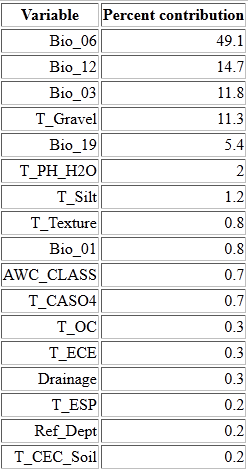 Variable Percent contribution
Bio_06 49.1
Bio_12 14.7
Bio_03 11.8
T_Gravel 11.3
Bio_19 5.4
T_PH_H2O 2
T_Silt 1.2
T_Texture 0.8
Bio_01 0.8
AWC_CLASS 0.7
T_CASO4 0.7
T_OC 0.3
T_ECE 0.3
Drainage 0.3
T_ESP 0.2
Ref_Dept 0.2
T_CEC_Soil 0.2